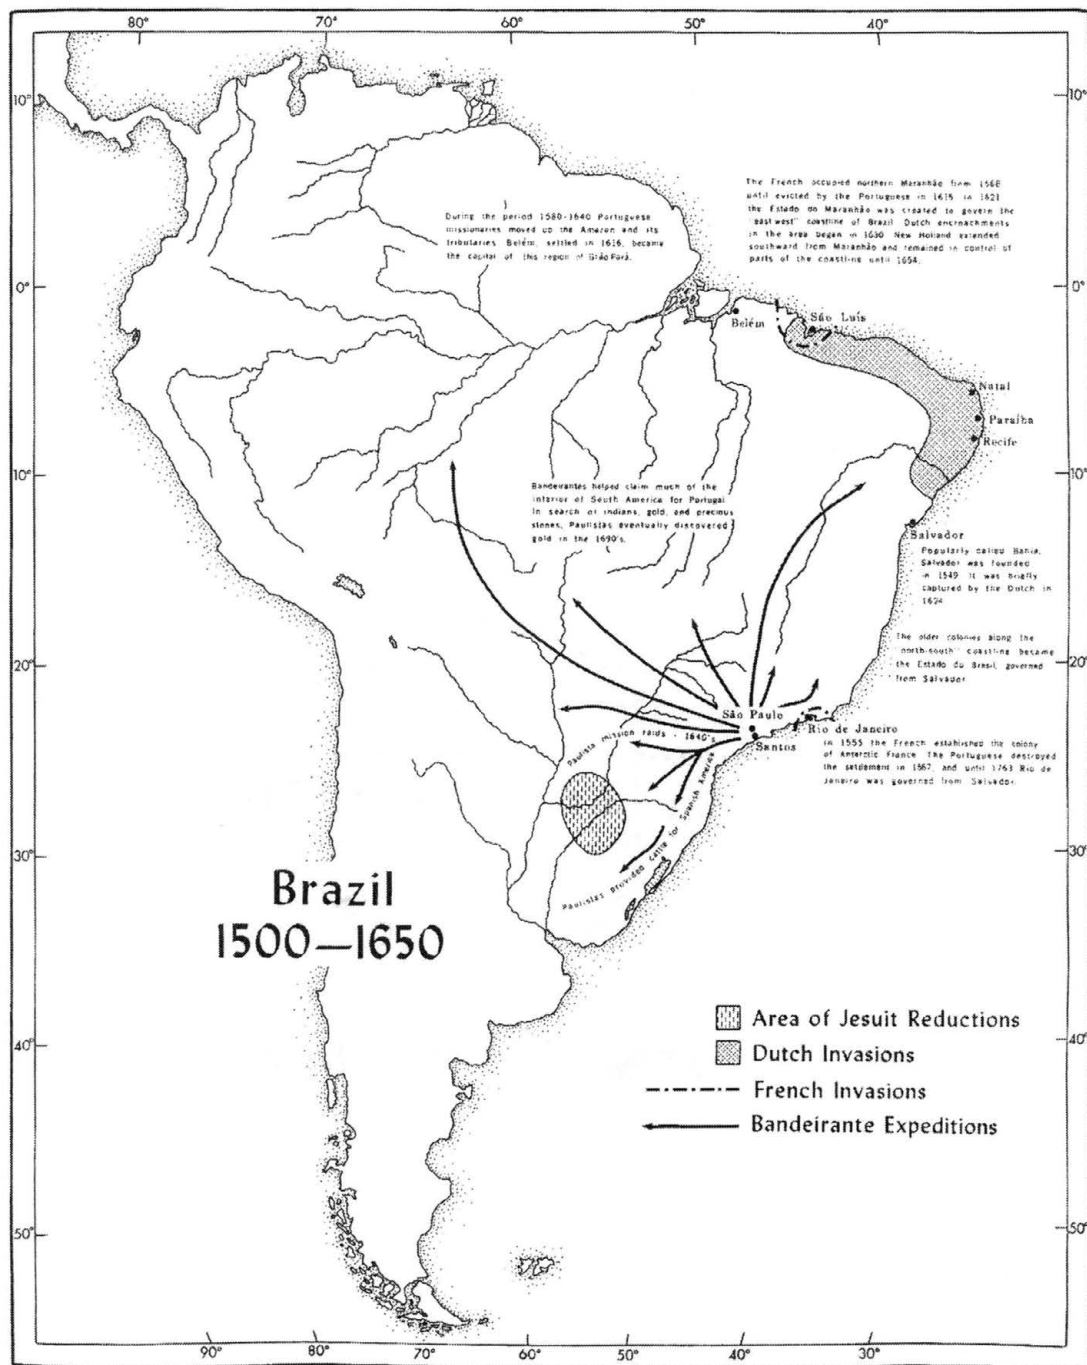 80°
70°
60°
50°
40°
10°
10°
The French occupied northern Maranhão from
until evicted by the Portuguese in 1615. In 1621
the Estado do Maranhão was created to govern the
"east west" coastline of Brazil. Dutch encroachments
in the area began in 1630. New Holland extended
southward from Maranhão and remained in control of
parts of the coastline until 1654.
During the period 1580-1640 Portuguese
missionaries moved up the Amazon and its
tributaries. Belém, settled in 1616, became
the capital of this region of Grão Pará.
0°
0°
Belém
São Luís
Natal
Paraíba
Recife
10°
10°
Bandeirantes helped claim much of the
interior of South America for Portugal.
In search of indians, gold, and precious
stones, Paulistas eventually discovered
gold in the 1690's.
Salvador
Popularly called Bahia,
Salvador was founded
in 1549. It was briefly
captured by the Dutch in
1624.
The older colonies along the
"north-south" coastline became
the Estado do Brasil, governed
from Salvador.
20°
20°
São Paulo
Santos
Rio de Janeiro
In 1555 the French established the colony
of Antarctic France. The Portuguese destroyed
the settlement in 1567, and until 1763 Rio de
Janeiro was governed from Salvador.
Paulista mission raids - 1640's
Paulistas provided cattle for Spanish America
30°
30°
Brazil
1500—1650
Area of Jesuit Reductions
Dutch Invasions
French Invasions
Bandeirante Expeditions
40°
40°
50°
50°
90°
80°
70°
60°
50°
40°
30°